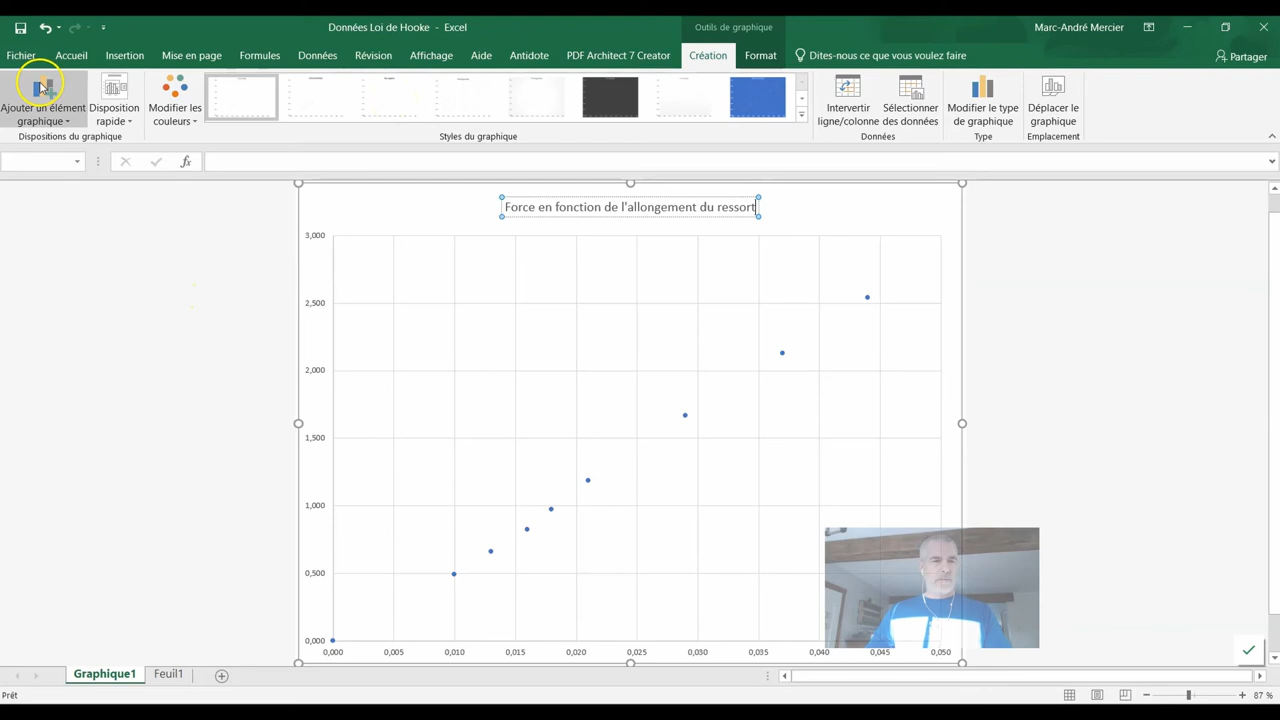 Données Loi de Hooke - Excel
Outils de graphique
Marc-André Mercier
Fichier Accueil Insertion Mise en page Formules Données Révision Affichage Aide Antidote PDF Architect 7 Creator Création Format Dites-nous ce que vous voulez faire Partager
Ajouter un élément graphique
Disposition rapide
Modifier les couleurs
Intervertir ligne/colonne
Sélectionner des données
Modifier le type de graphique
Déplacer le graphique
Dispositions du graphique Styles du graphique Données Type Emplacement
fx
Force en fonction de l'allongement du ressort
3,000
2,500
2,000
1,500
1,000
0,500
0,000
0,000 0,005 0,010 0,015 0,020 0,025 0,030 0,035 0,040 0,045 0,050
Graphique1 Feuil1
Prêt
87 %